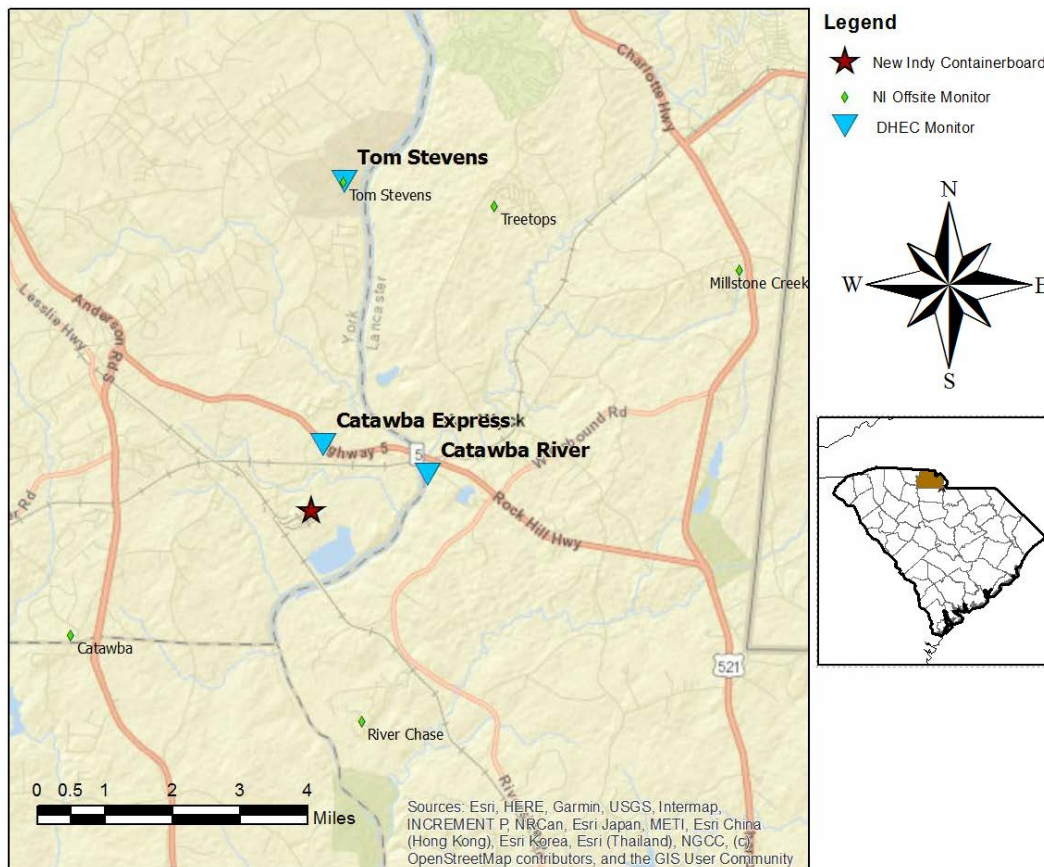 Legend
New Indy Containerboard
NI Offsite Monitor
DHEC Monitor
N
W
E
S
Charlotte Hwy
Tom Stevens
Tom Stevens
Treetops
Millstone Creek
Lesslie Hwy
Anderson Rd S
York
Lancaster
Catawba Express
Highway 5
5
Catawba River
Rock Hill Hwy
521
Catawba
River Chase
0 0.5 1 2 3 4
Miles
Sources: Esri, HERE, Garmin, USGS, Intermap,
INCREMENT P, NRCan, Esri Japan, METI, Esri China
(Hong Kong), Esri Korea, Esri (Thailand), NGCC, (c)
OpenStreetMap contributors, and the GIS User Community